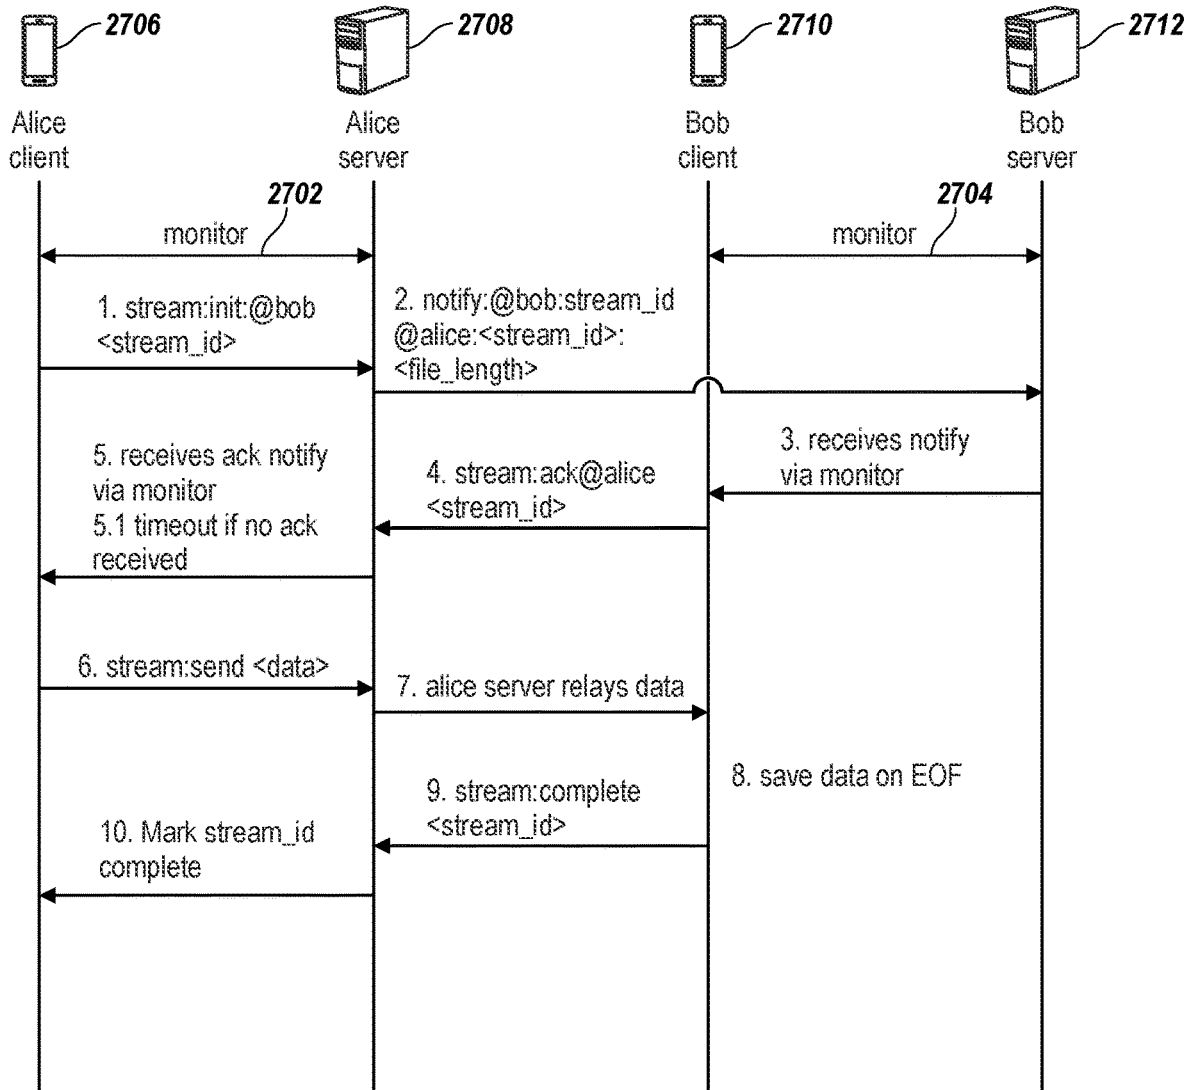 2706
2708
2710
2712
Alice
client
Alice
server
Bob
client
Bob
server
2702
2704
monitor
monitor
1. stream:init:@bob
<stream_id>
2. notify:@bob:stream_id
@alice:<stream_id>:
<file_length>
3. receives notify
via monitor
4. stream:ack@alice
<stream_id>
5. receives ack notify
via monitor
5.1 timeout if no ack
received
6. stream:send <data>
7. alice server relays data
8. save data on EOF
9. stream:complete
<stream_id>
10. Mark stream_id
complete